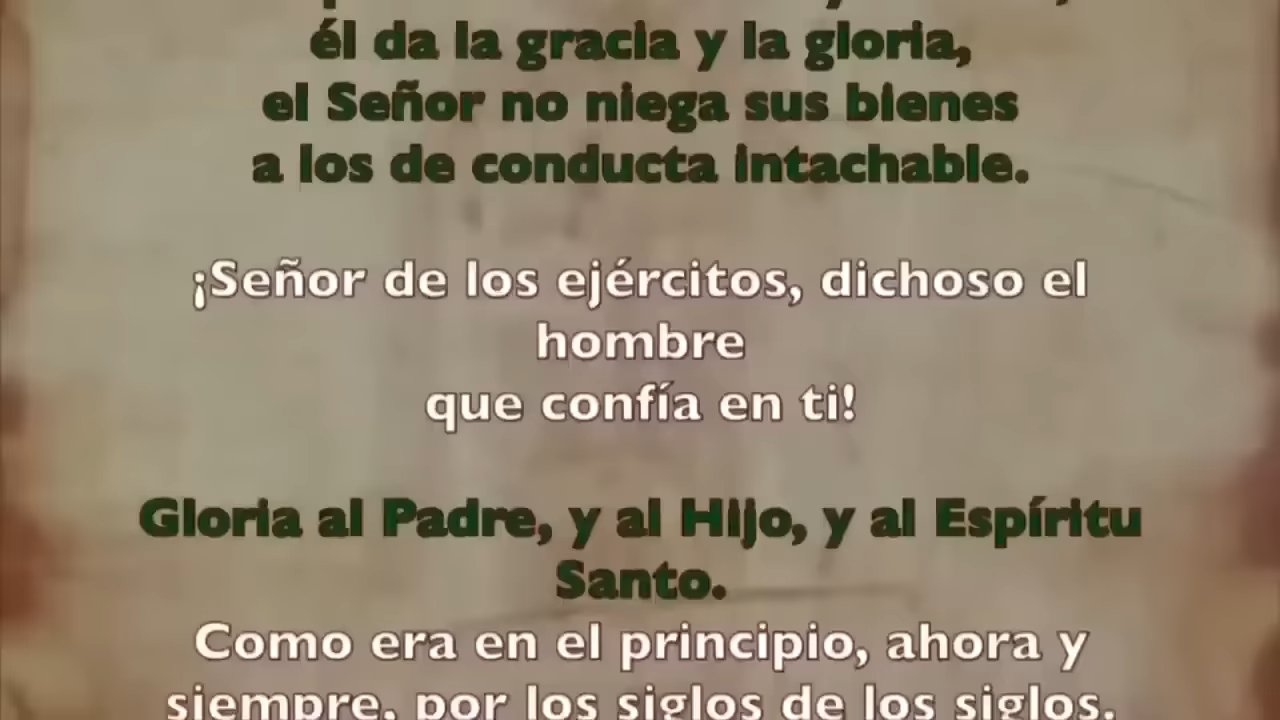 él da la gracia y la gloria,
el Señor no niega sus bienes
a los de conducta intachable.
¡Señor de los ejércitos, dichoso el
hombre
que confía en ti!
Gloria al Padre, y al Hijo, y al Espíritu
Santo.
Como era en el principio, ahora y
siempre, por los siglos de los siglos.